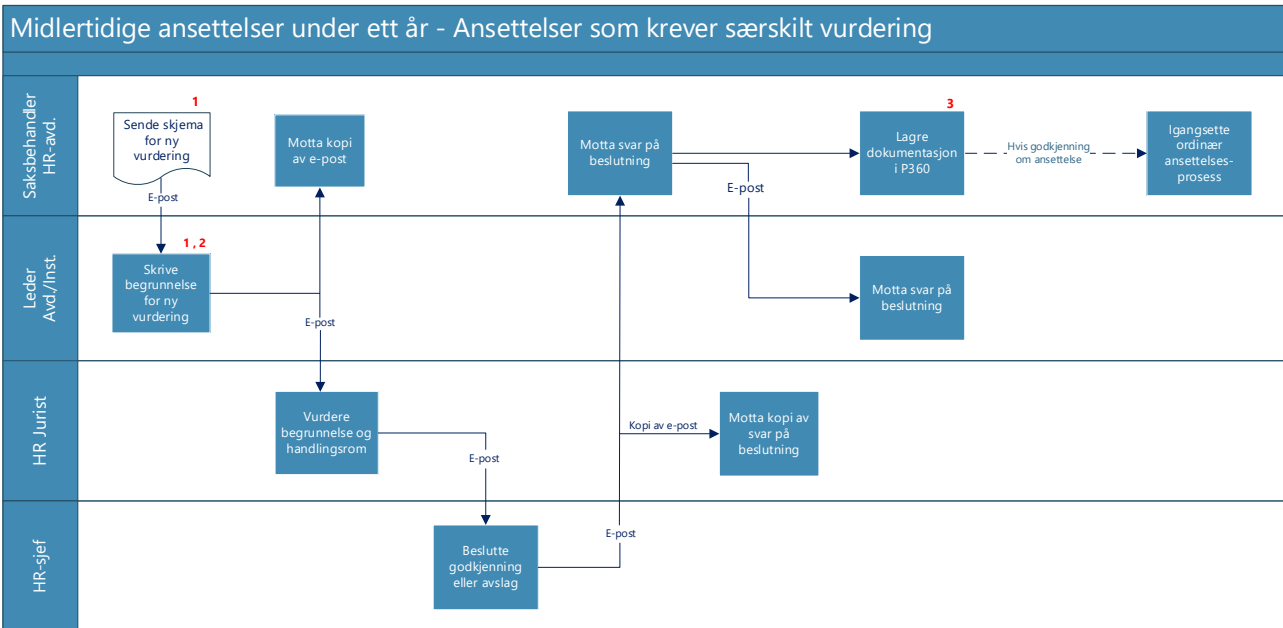 Midlertidige ansettelser under ett år - Ansettelser som krever særskilt vurdering
Saksbehandler
HR-avd.
1
Sende skjema
for ny
vurdering
E-post
Motta kopi
av e-post
Motta svar på
beslutning
E-post
3
Lagre
dokumentasjon
i P360
Hvis godkjenning
om ansettelse
Igangsette
ordinær
ansettelses-
prosess
Leder
Avd./Inst.
1 , 2
Skrive
begrunnelse
for ny
vurdering
E-post
Motta svar på
beslutning
HR Jurist
Vurdere
begrunnelse og
handlingsrom
E-post
Kopi av e-post
Motta kopi av
svar på
beslutning
HR-sjef
Beslutte
godkjenning
eller avslag
E-post